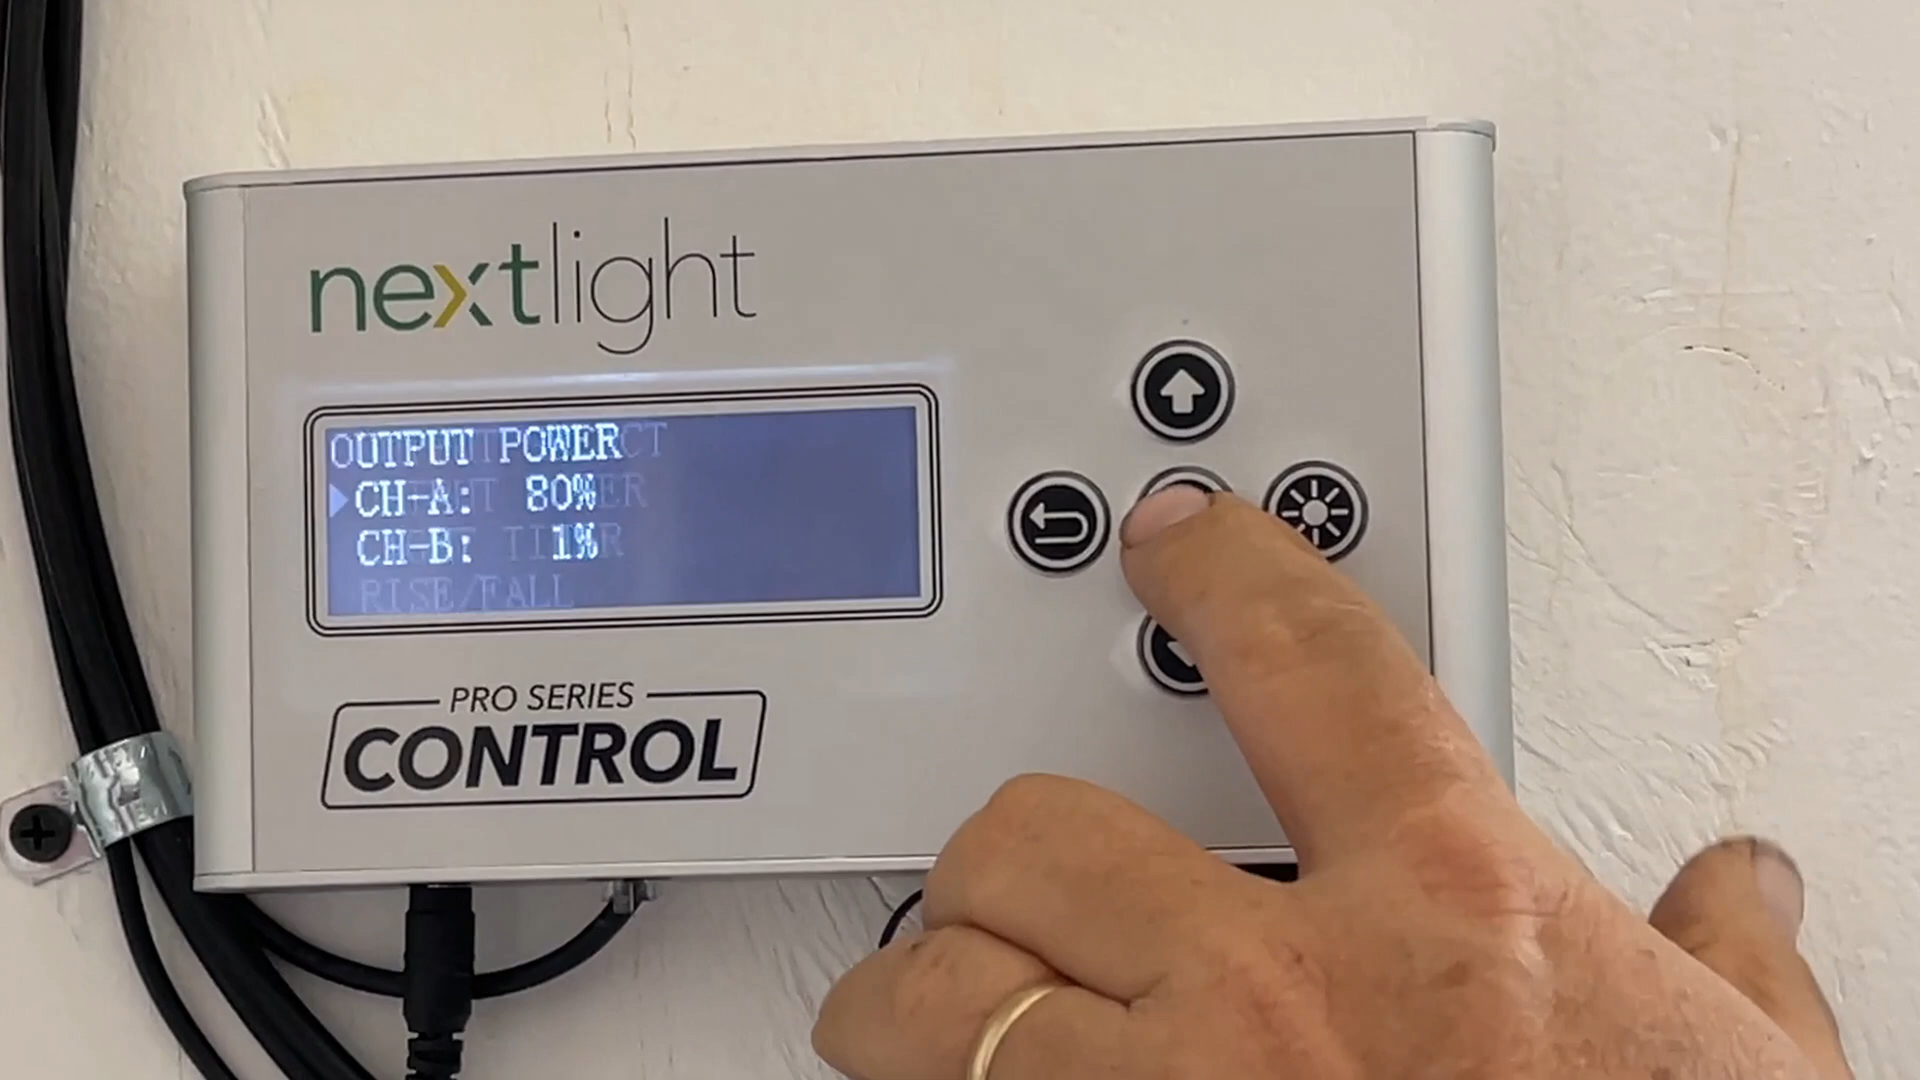 nextlight
OUTPUT POWER
CH-A: 80%
CH-B: 1%
RISE/FALL
PRO SERIES
CONTROL